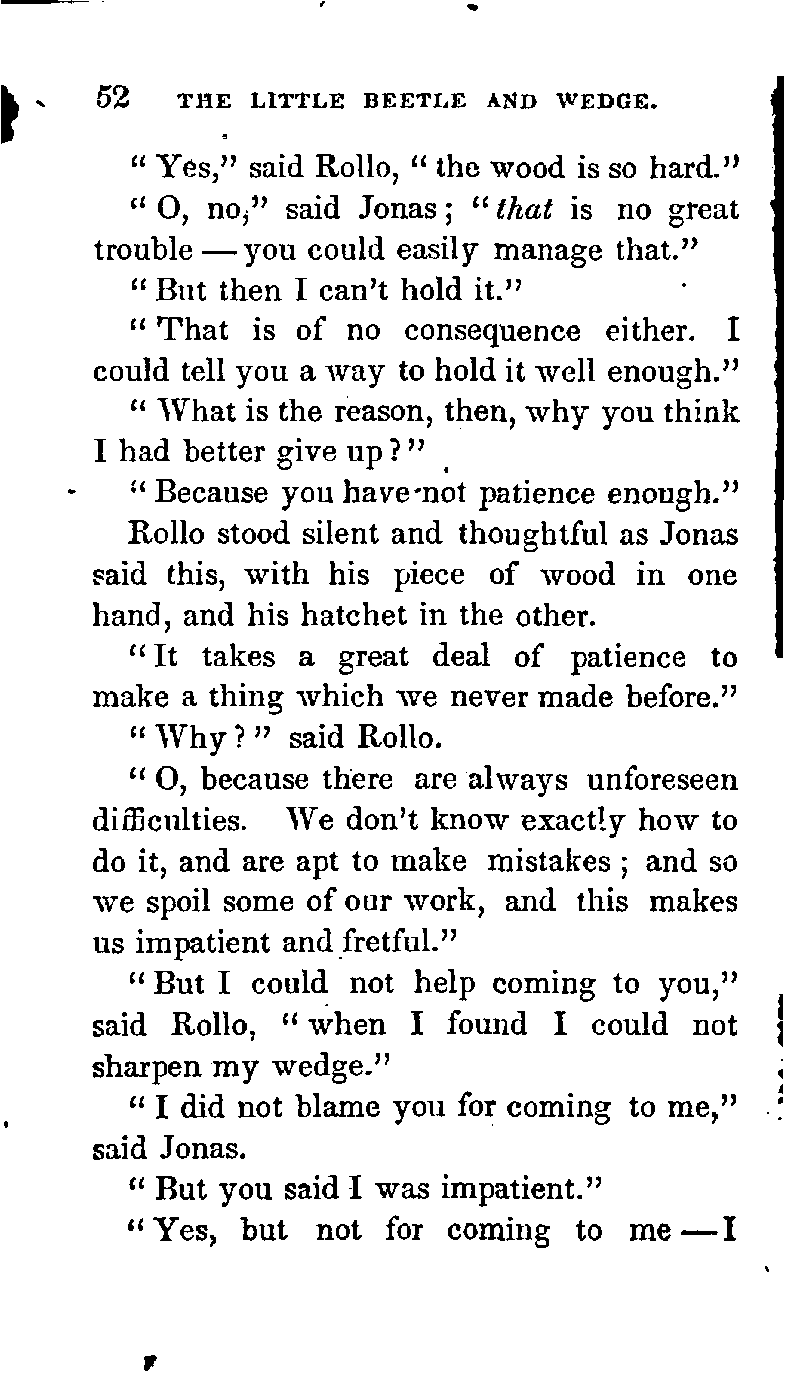 52 THE LITTLE BEETLE AND WEDGE.
“ Yes,” said Rollo, “ the wood is so hard.”
“ O, no,” said Jonas; “ that is no great
trouble — you could easily manage that.”
“ But then I can’t hold it.”
“ That is of no consequence either. I
could tell you a way to hold it well enough.”
“ What is the reason, then, why you think
I had better give up ? ”
“ Because you have not patience enough.”
Rollo stood silent and thoughtful as Jonas
said this, with his piece of wood in one
hand, and his hatchet in the other.
“ It takes a great deal of patience to
make a thing which we never made before.”
“ Why ? ” said Rollo.
“ O, because there are always unforeseen
difficulties. We don’t know exactly how to
do it, and are apt to make mistakes ; and so
we spoil some of our work, and this makes
us impatient and fretful.”
“ But I could not help coming to you,”
said Rollo, “ when I found I could not
sharpen my wedge.”
“ I did not blame you for coming to me,”
said Jonas.
“ But you said I was impatient.”
“ Yes, but not for coming to me — I